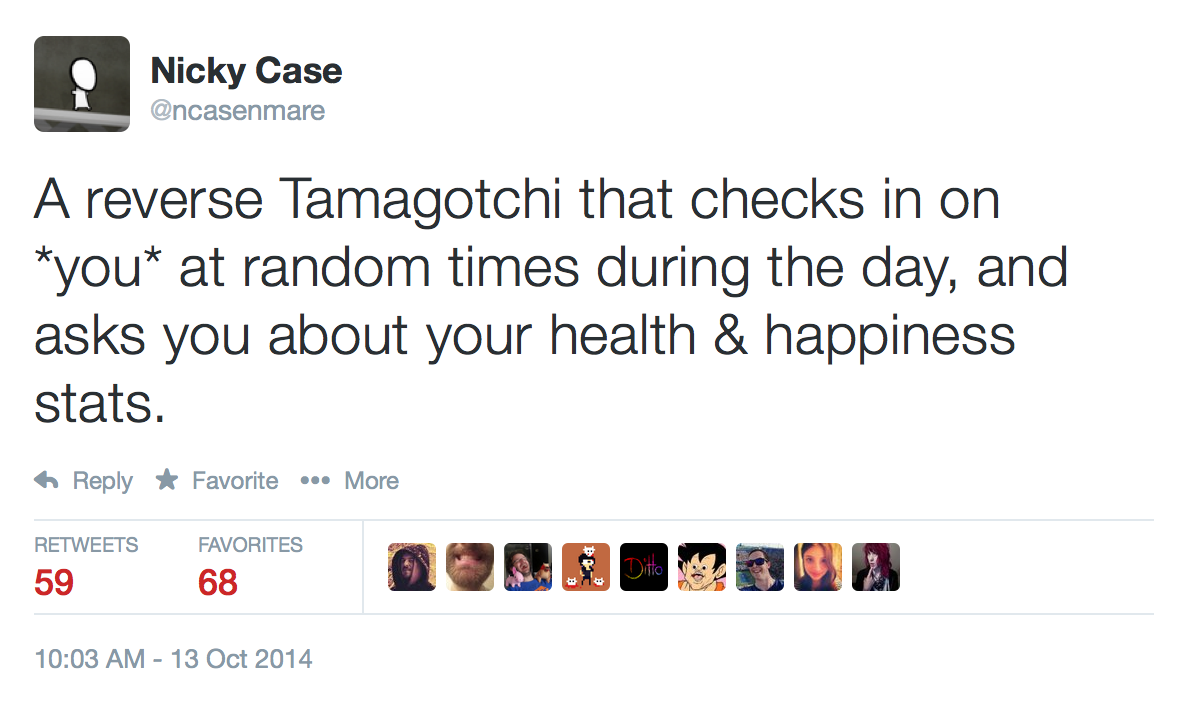 Nicky Case
@ncasenmare
A reverse Tamagotchi that checks in on
*you* at random times during the day, and
asks you about your health & happiness
stats.
Reply Favorite More
RETWEETS FAVORITES
59 68
Ditto
10:03 AM - 13 Oct 2014